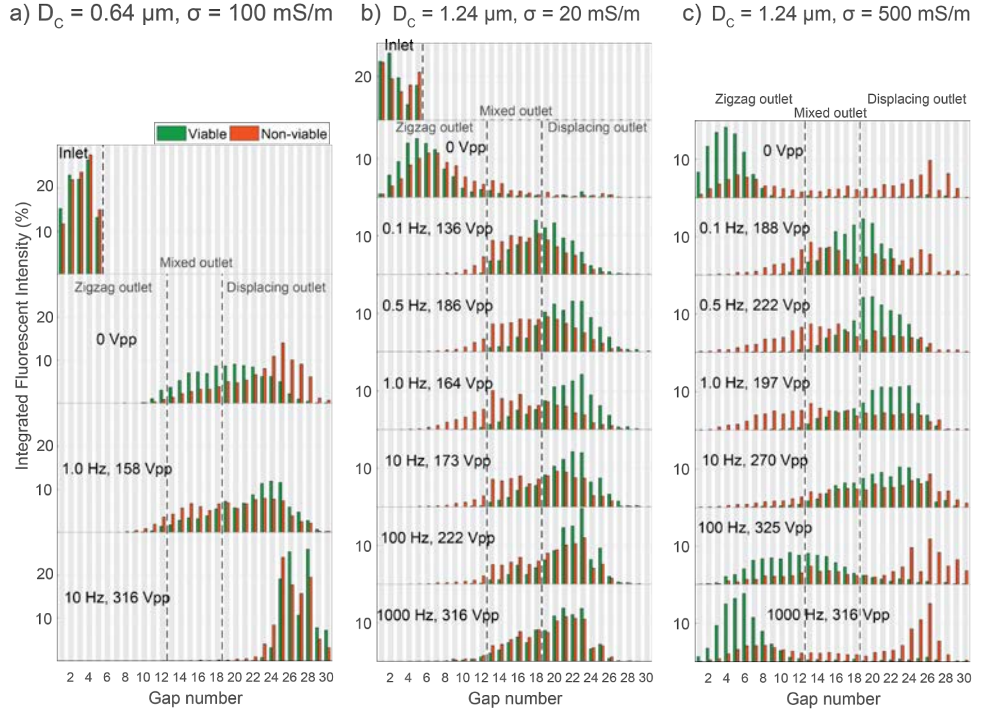 a) D_C = 0.64 μm, σ = 100 mS/m
b) D_C = 1.24 μm, σ = 20 mS/m
c) D_C = 1.24 μm, σ = 500 mS/m
Integrated Fluorescent Intensity (%)
Viable Non-viable
Inlet
20
10
Mixed outlet
Zigzag outlet Displacing outlet
20
0 Vpp
10
20
1.0 Hz, 158 Vpp
10
20
10 Hz, 316 Vpp
10
2 4 6 8 10 12 14 16 18 20 22 24 26 28 30
Gap number
Inlet
20
Mixed outlet
Zigzag outlet Displacing outlet
0 Vpp
10
0.1 Hz, 136 Vpp
10
0.5 Hz, 186 Vpp
10
1.0 Hz, 164 Vpp
10
10 Hz, 173 Vpp
10
100 Hz, 222 Vpp
10
1000 Hz, 316 Vpp
10
2 4 6 8 10 12 14 16 18 20 22 24 26 28 30
Gap number
Zigzag outlet Displacing outlet
Mixed outlet
0 Vpp
10
0.1 Hz, 188 Vpp
10
0.5 Hz, 222 Vpp
10
1.0 Hz, 197 Vpp
10
10 Hz, 270 Vpp
10
100 Hz, 325 Vpp
10
1000 Hz, 316 Vpp
10
2 4 6 8 10 12 14 16 18 20 22 24 26 28 30
Gap number